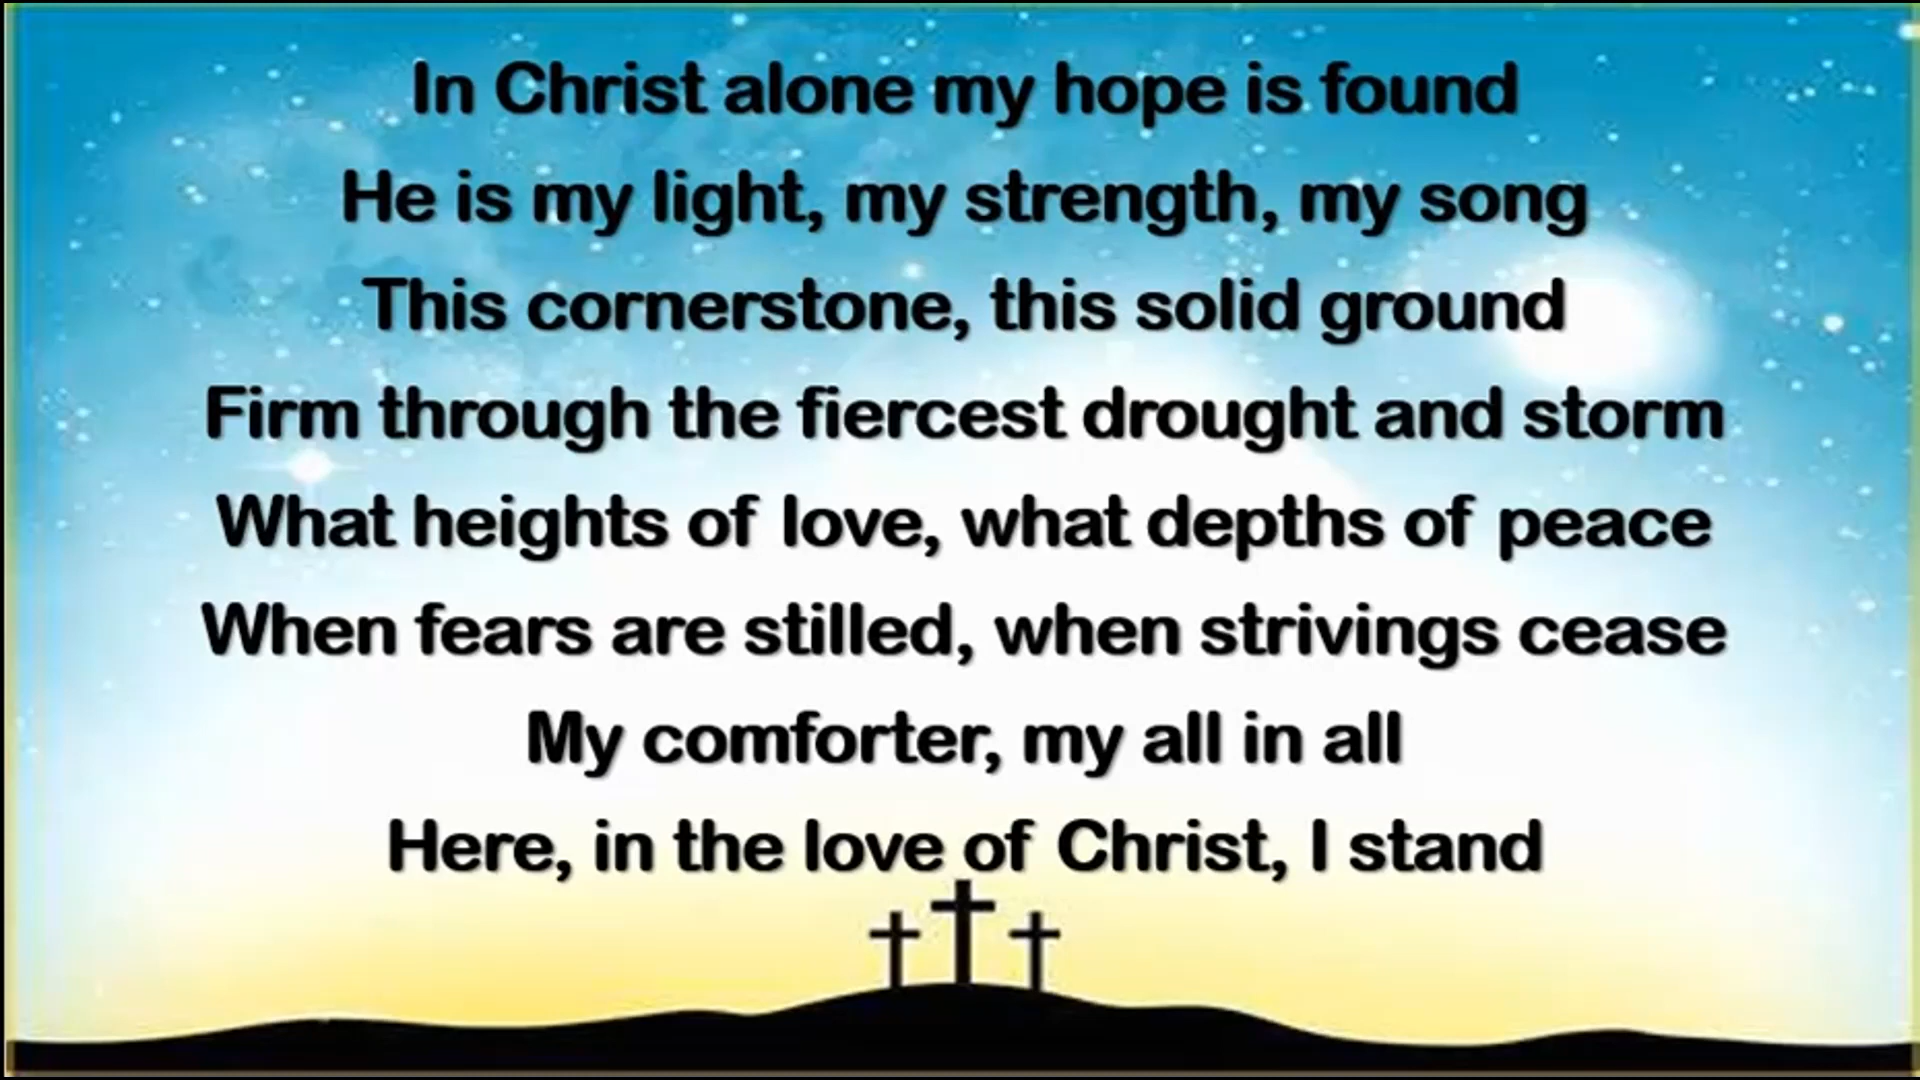 In Christ alone my hope is found
He is my light, my strength, my song
This cornerstone, this solid ground
Firm through the fiercest drought and storm
What heights of love, what depths of peace
When fears are stilled, when strivings cease
My comforter, my all in all
Here, in the love of Christ, I stand